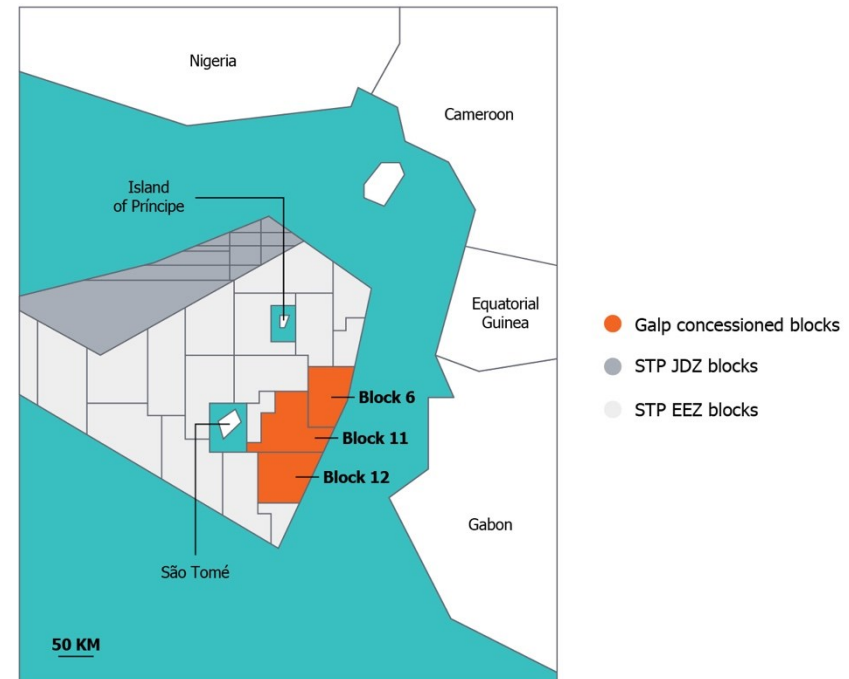 Nigeria
Cameroon
Island
of Príncipe
Equatorial
Guinea
Galp concessioned blocks
STP JDZ blocks
STP EEZ blocks
Block 6
Block 11
Block 12
Gabon
São Tomé
50 KM